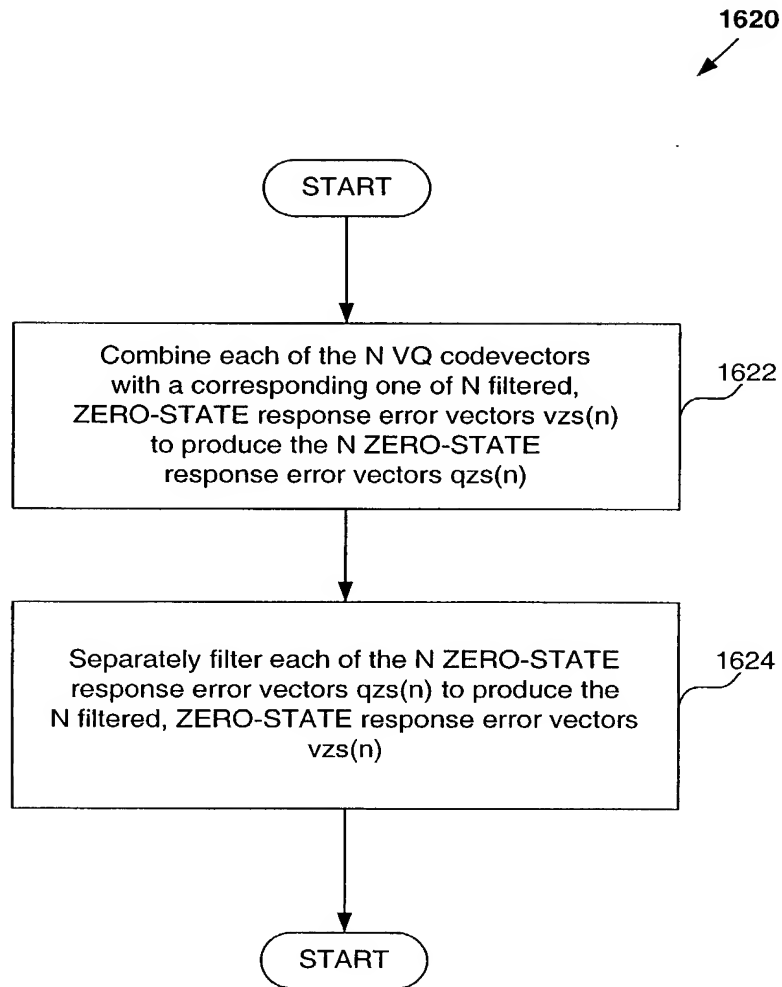 1620
START
Combine each of the N VQ codevectors
with a corresponding one of N filtered,
ZERO-STATE response error vectors vzs(n)
to produce the N ZERO-STATE
response error vectors qzs(n)
1622
Separately filter each of the N ZERO-STATE
response error vectors qzs(n) to produce the
N filtered, ZERO-STATE response error vectors
vzs(n)
1624
START